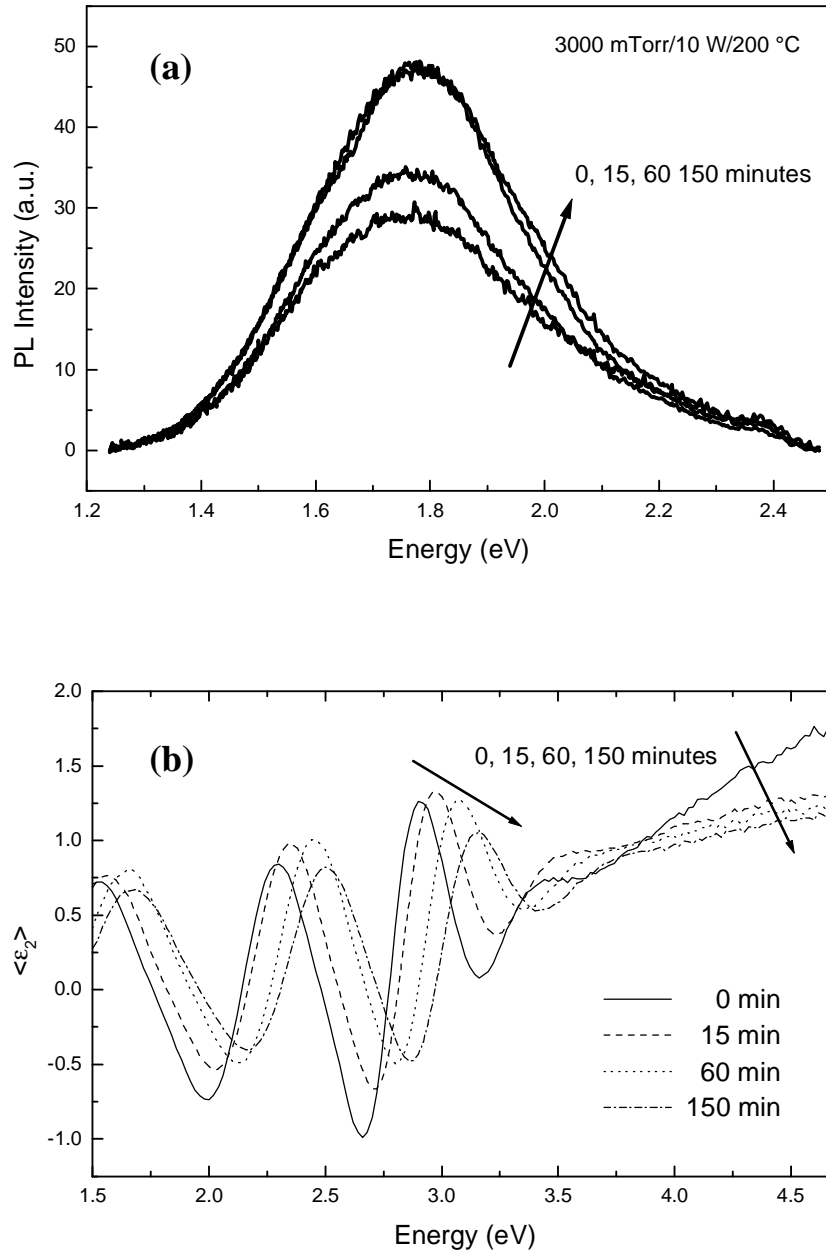 50
40
30
20
10
0
PL Intensity (a.u.)
(a)
3000 mTorr/10 W/200 °C
0, 15, 60 150 minutes
1.2 1.4 1.6 1.8 2.0 2.2 2.4
Energy (eV)
2.0
1.5
1.0
0.5
0.0
-0.5
-1.0
<ε₂>
(b)
0, 15, 60, 150 minutes
0 min
15 min
60 min
150 min
1.5 2.0 2.5 3.0 3.5 4.0 4.5
Energy (eV)